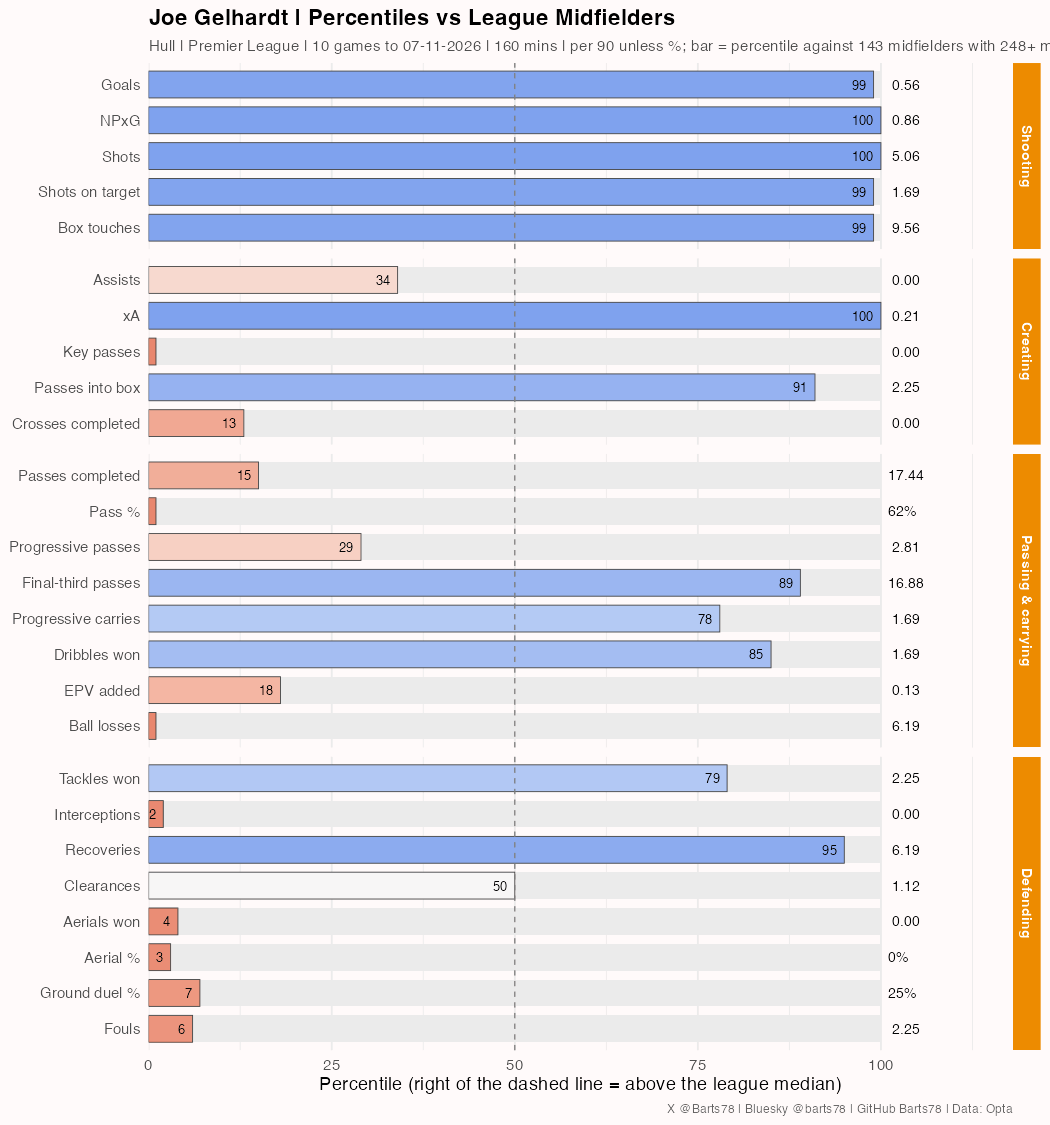 Joe Gelhardt | Percentiles vs League Midfielders
Hull | Premier League | 10 games to 07-11-2026 | 160 mins | per 90 unless %; bar = percentile against 143 midfielders with 248+ m
Shooting
Goals 99 0.56
NPxG 100 0.86
Shots 100 5.06
Shots on target 99 1.69
Box touches 99 9.56
Creating
Assists 34 0.00
xA 100 0.21
Key passes 0.00
Passes into box 91 2.25
Crosses completed 13 0.00
Passing & carrying
Passes completed 15 17.44
Pass % 62%
Progressive passes 29 2.81
Final-third passes 89 16.88
Progressive carries 78 1.69
Dribbles won 85 1.69
EPV added 18 0.13
Ball losses 6.19
Defending
Tackles won 79 2.25
Interceptions 2 0.00
Recoveries 95 6.19
Clearances 50 1.12
Aerials won 4 0.00
Aerial % 3 0%
Ground duel % 7 25%
Fouls 6 2.25
0 25 50 75 100
Percentile (right of the dashed line = above the league median)
X @Barts78 | Bluesky @barts78 | GitHub Barts78 | Data: Opta